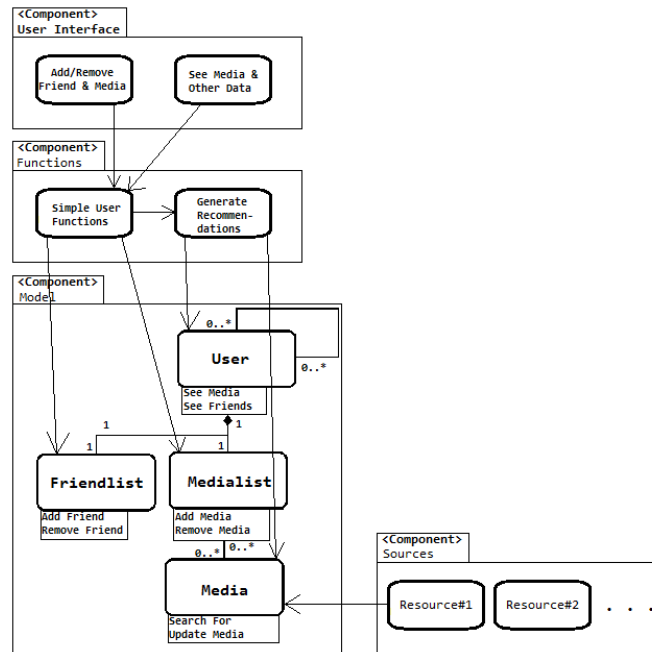 <Component>
User Interface
Add/Remove
Friend & Media
See Media &
Other Data
<Component>
Functions
Simple User
Functions
Generate
Recommen-
dations
<Component>
Model
0..*
User
0..*
See Media
See Friends
1
1
1
1
Friendlist
Medialist
Add Friend
Remove Friend
Add Media
Remove Media
0..*
0..*
Media
Search For
Update Media
<Component>
Sources
Resource#1
Resource#2
. . .